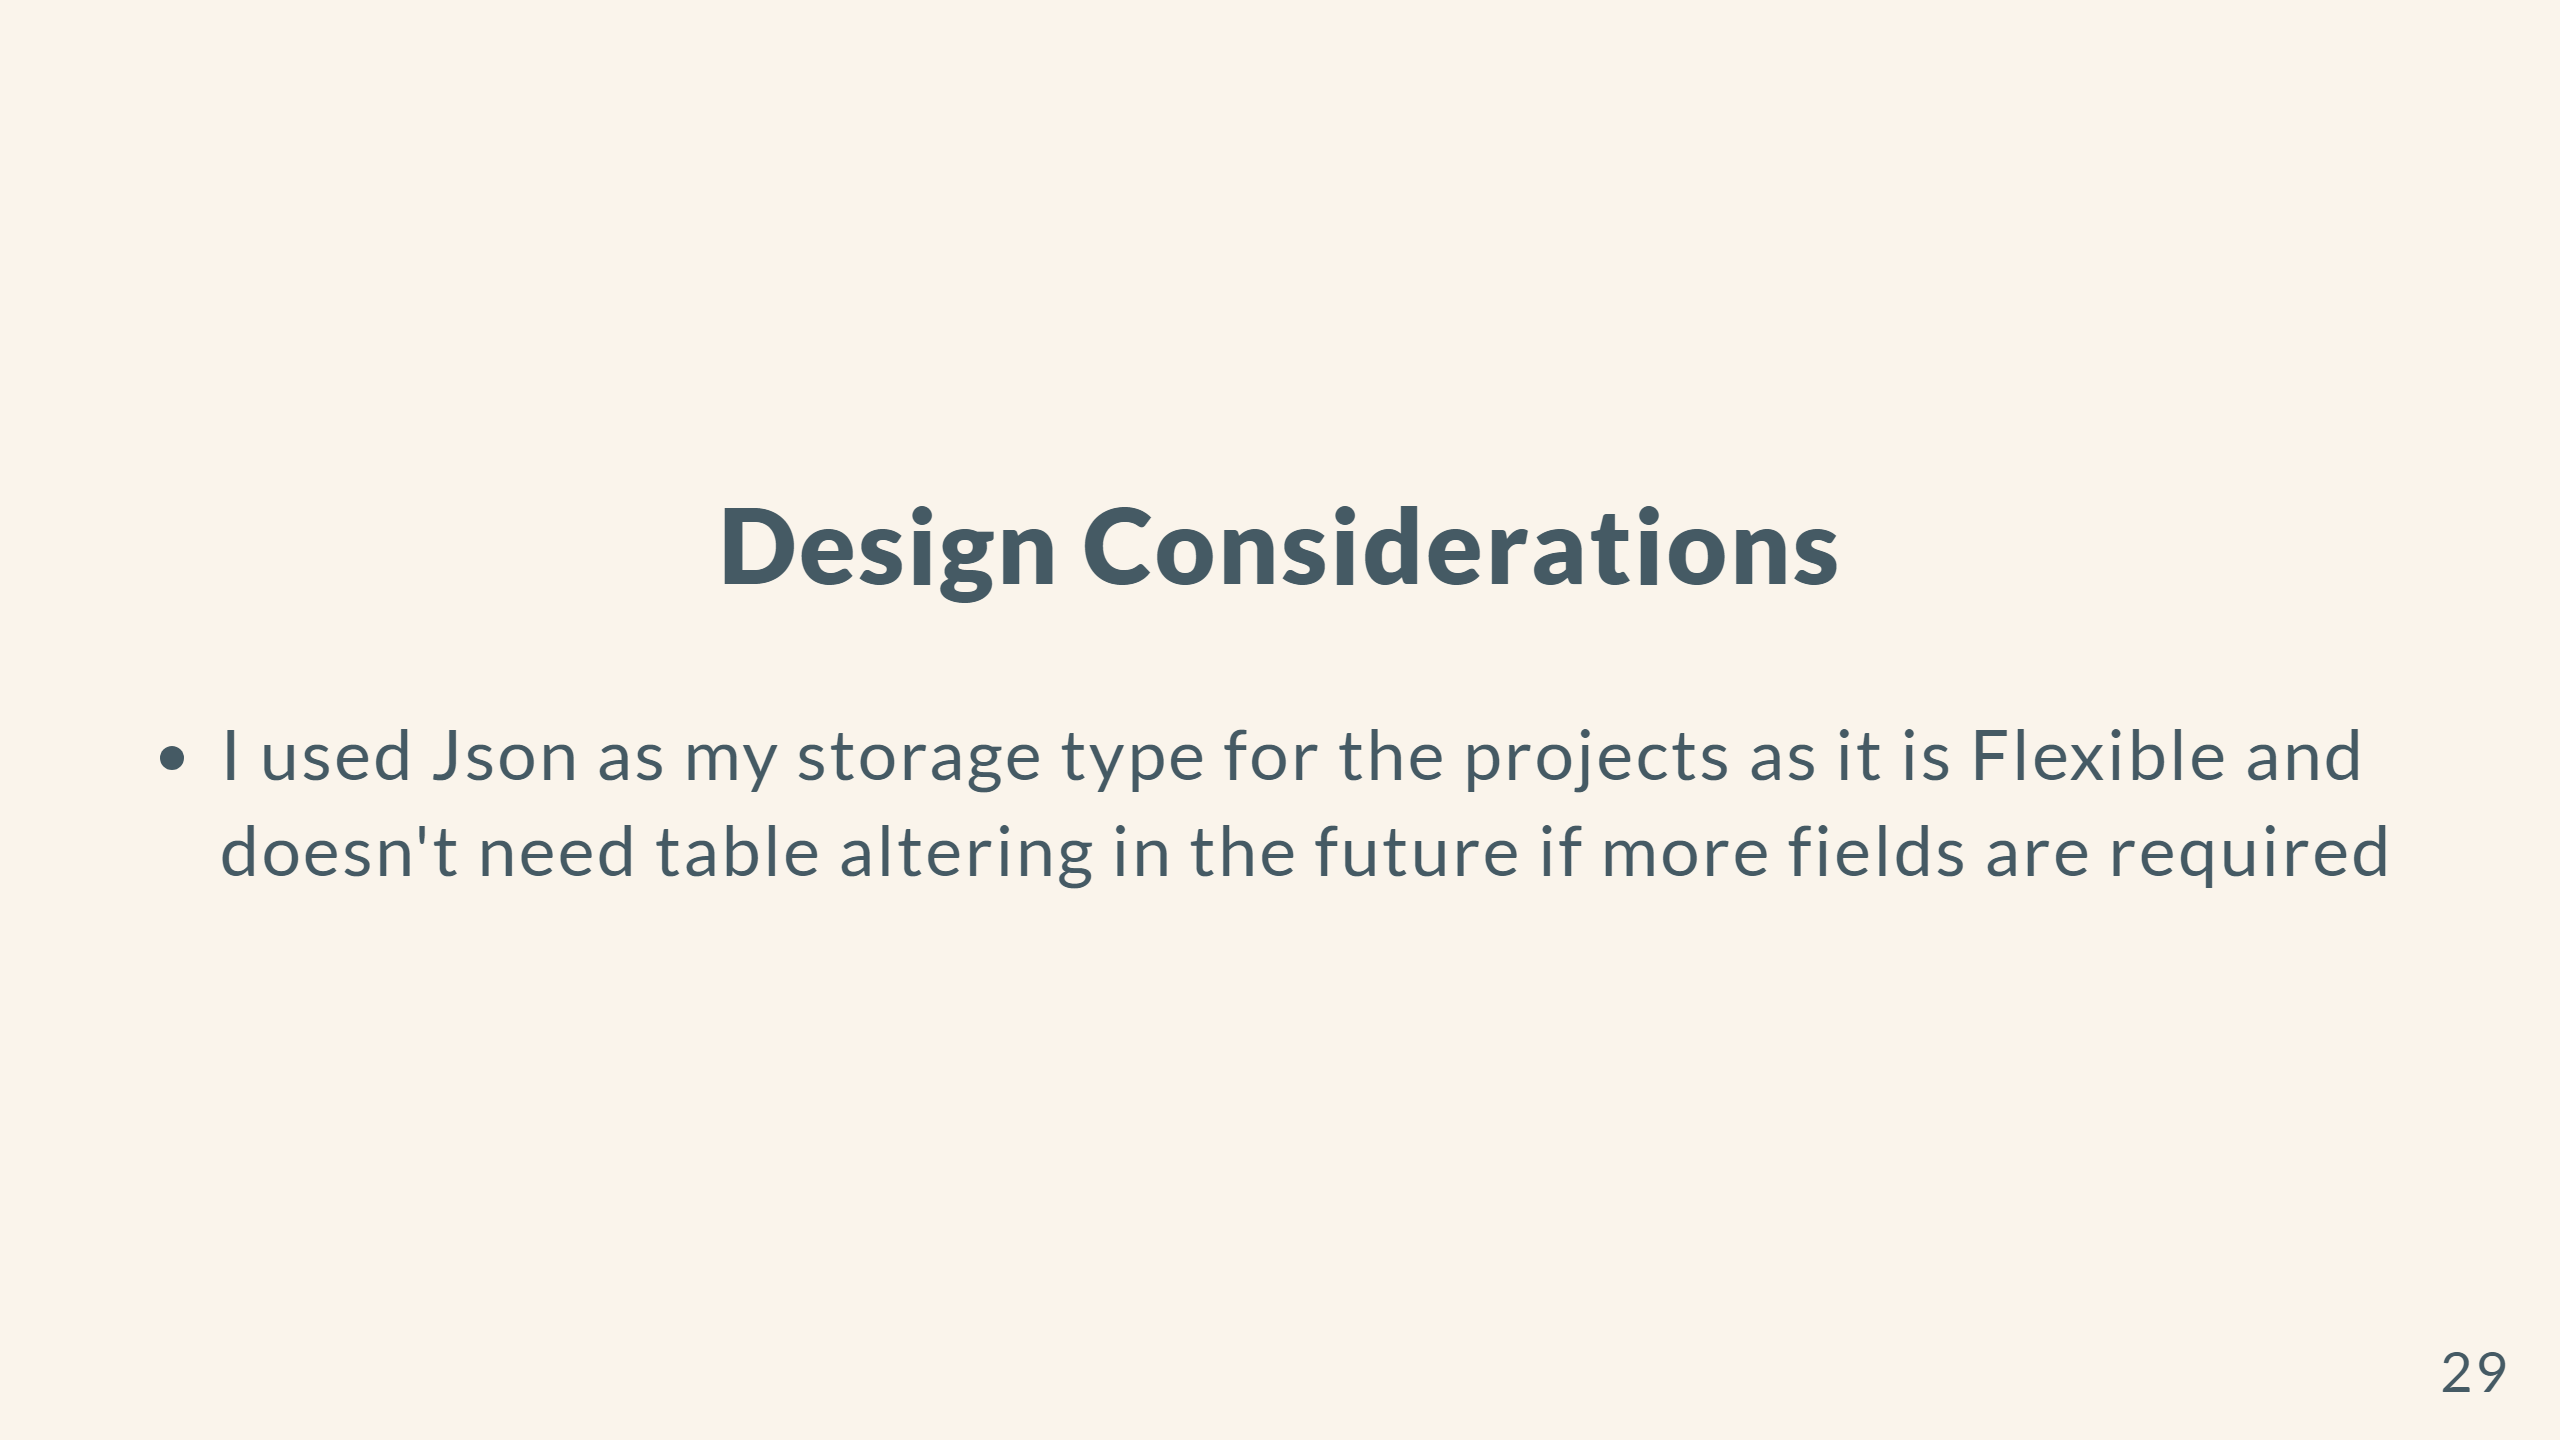 Design Considerations
• I used Json as my storage type for the projects as it is Flexible and
doesn't need table altering in the future if more fields are required
29